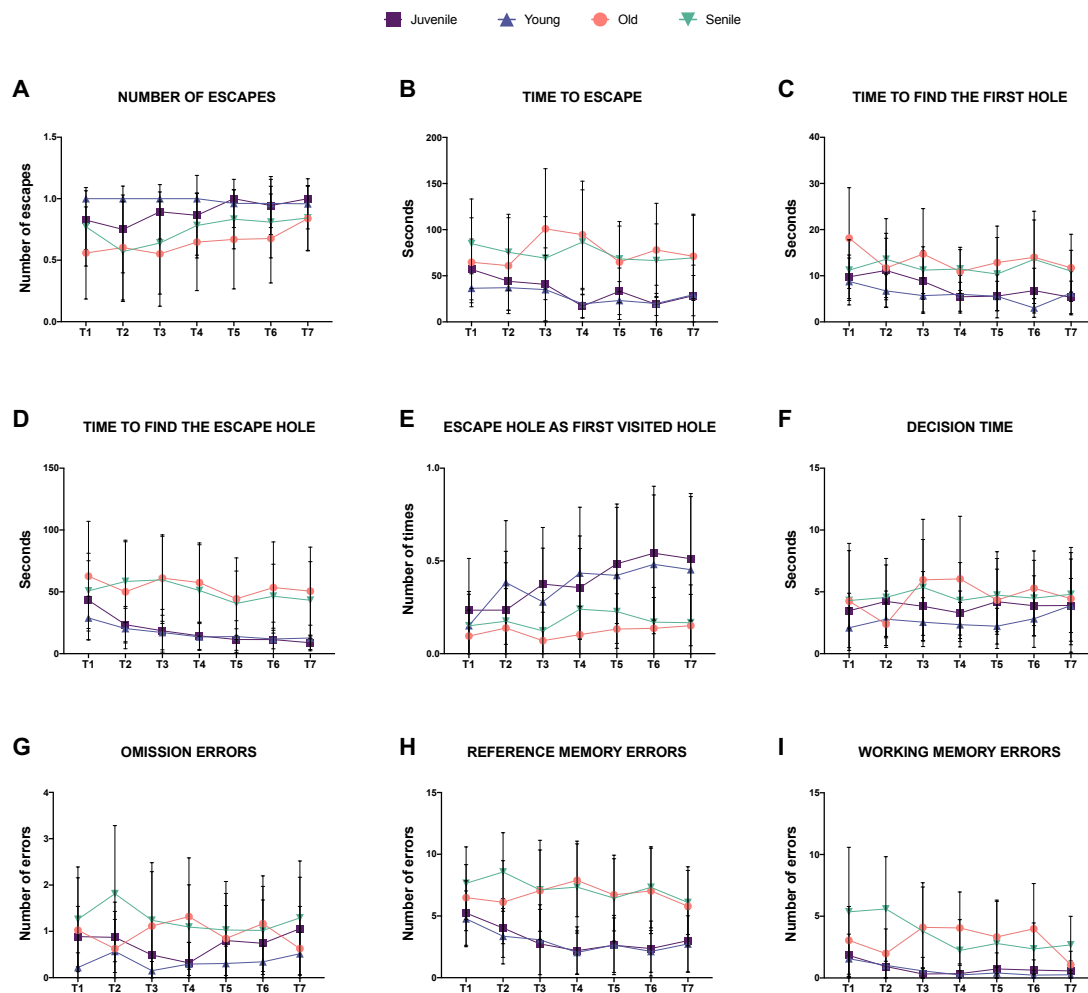 Juvenile Young Old Senile
A NUMBER OF ESCAPES
Number of escapes
1.5
1.0
0.5
0.0
T1 T2 T3 T4 T5 T6 T7
B TIME TO ESCAPE
Seconds
200
150
100
50
0
T1 T2 T3 T4 T5 T6 T7
C TIME TO FIND THE FIRST HOLE
Seconds
40
30
20
10
0
T1 T2 T3 T4 T5 T6 T7
D TIME TO FIND THE ESCAPE HOLE
Seconds
150
100
50
0
T1 T2 T3 T4 T5 T6 T7
E ESCAPE HOLE AS FIRST VISITED HOLE
Number of times
1.0
0.5
0.0
T1 T2 T3 T4 T5 T6 T7
F DECISION TIME
Seconds
15
10
5
0
T1 T2 T3 T4 T5 T6 T7
G OMISSION ERRORS
Number of errors
4
3
2
1
0
T1 T2 T3 T4 T5 T6 T7
H REFERENCE MEMORY ERRORS
Number of errors
15
10
5
0
T1 T2 T3 T4 T5 T6 T7
I WORKING MEMORY ERRORS
Number of errors
15
10
5
0
T1 T2 T3 T4 T5 T6 T7